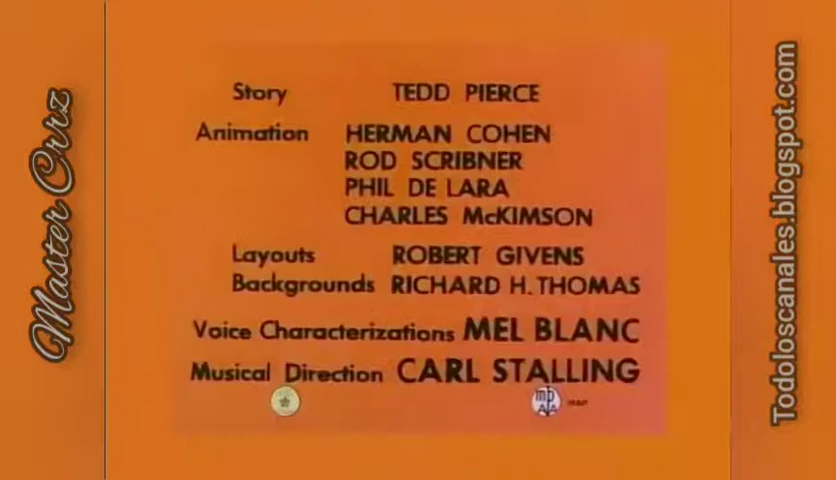 Story TEDD PIERCE
Animation HERMAN COHEN
ROD SCRIBNER
PHIL DE LARA
CHARLES McKIMSON
Layouts ROBERT GIVENS
Backgrounds RICHARD H. THOMAS
Voice Characterizations MEL BLANC
Musical Direction CARL STALLING
Master Crrz
Todoloscanales.blogspot.com